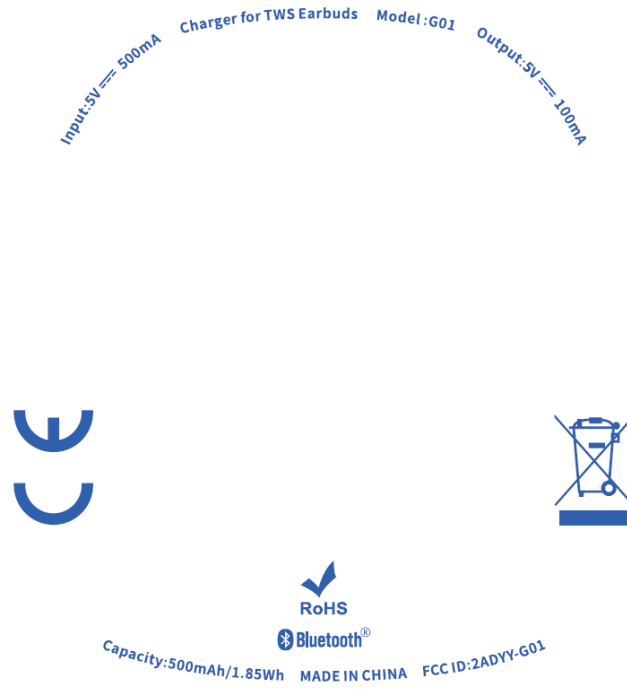 Input:5V⎓500mA Charger for TWS Earbuds Model:G01 Output:5V⎓100mA
CE
RoHS
Bluetooth®
Capacity:500mAh/1.85Wh MADE IN CHINA FCC ID:2ADYY-G01